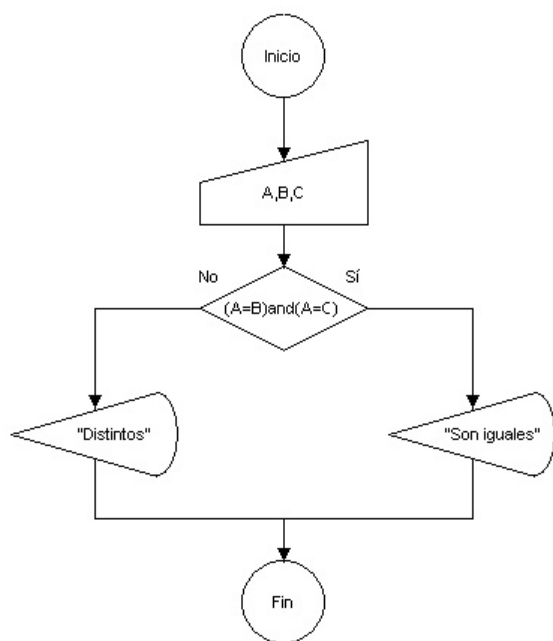 Inicio
A,B,C
No
Sí
(A=B)and(A=C)
"Distintos"
"Son iguales"
Fin